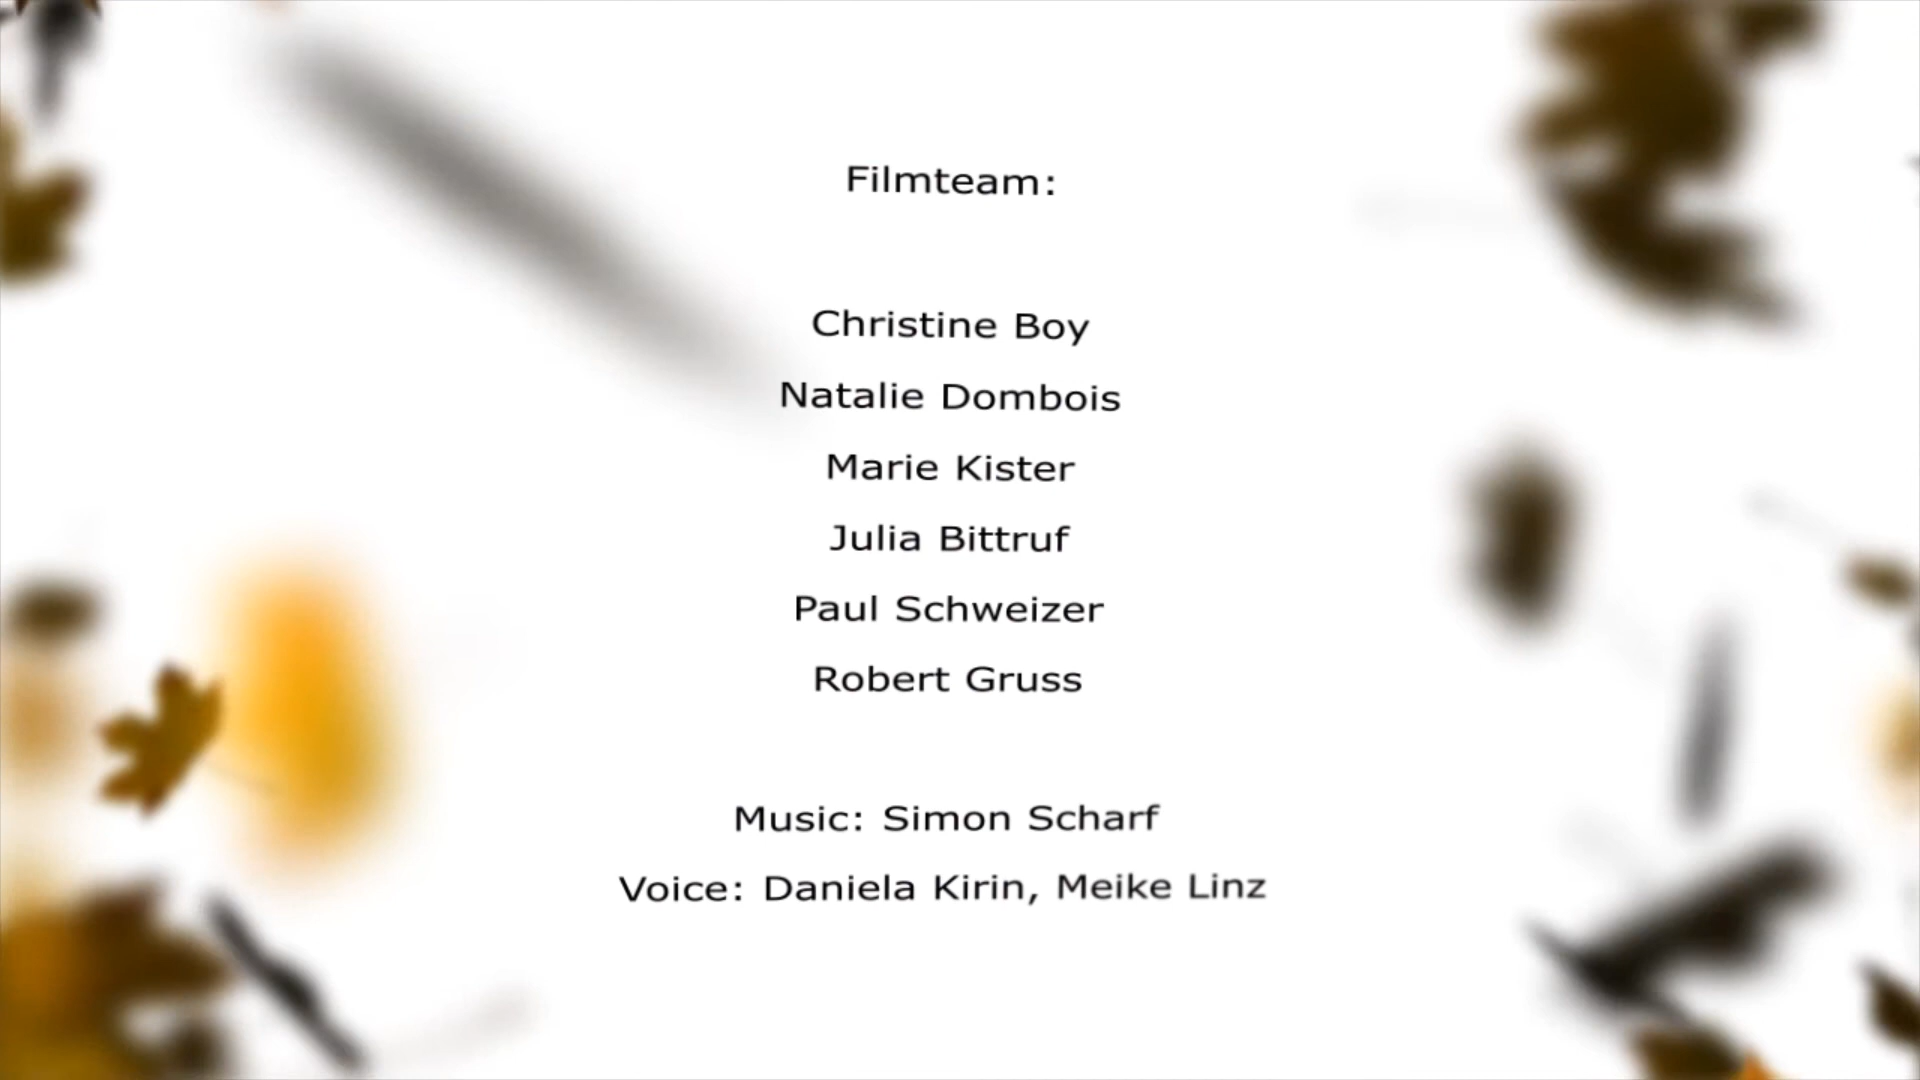 Filmteam:
Christine Boy
Natalie Dombois
Marie Kister
Julia Bittruf
Paul Schweizer
Robert Gruss
Music: Simon Scharf
Voice: Daniela Kirin, Meike Linz